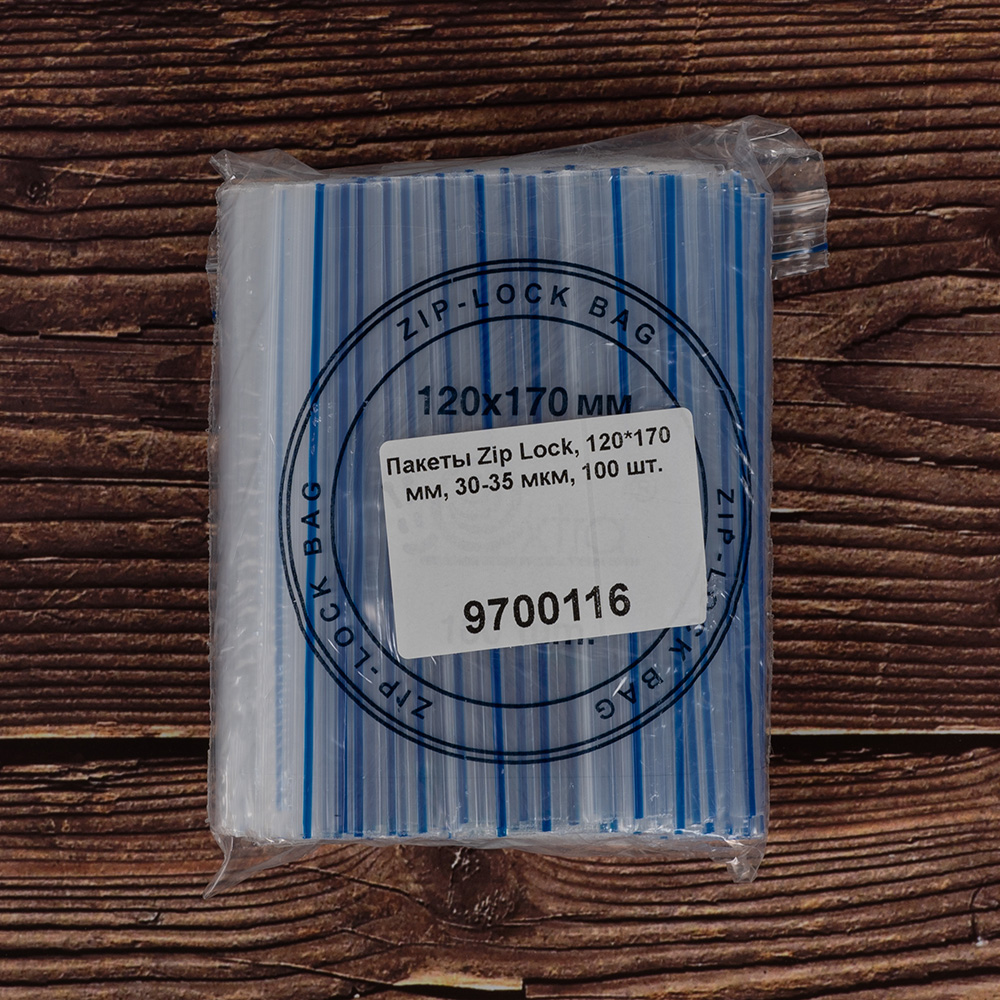 ZIP-LOCK BAG
120x170 мм
Пакеты Zip Lock, 120*170
мм, 30-35 мкм, 100 шт.
9700116
ZIP-LOCK BAG
ZIP-LOCK BAG